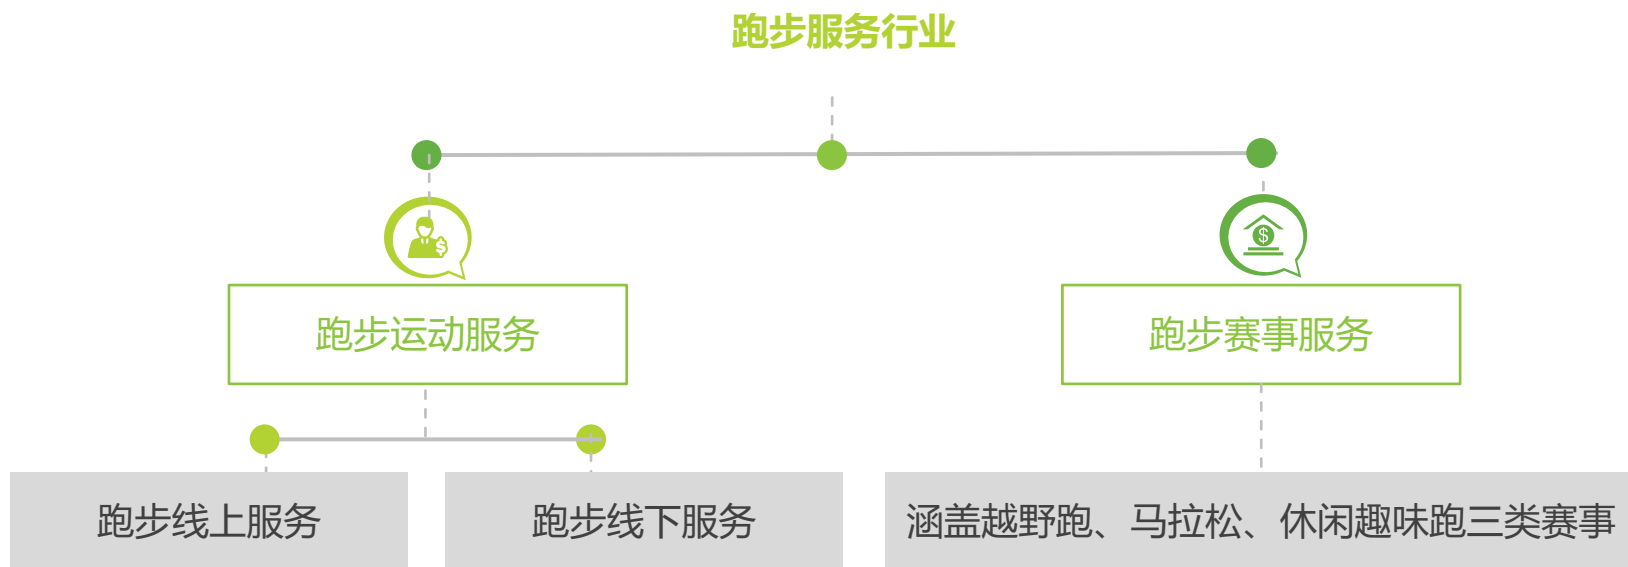 跑步服务行业
跑步运动服务
跑步赛事服务
跑步线上服务
跑步线下服务
涵盖越野跑、马拉松、休闲趣味跑三类赛事